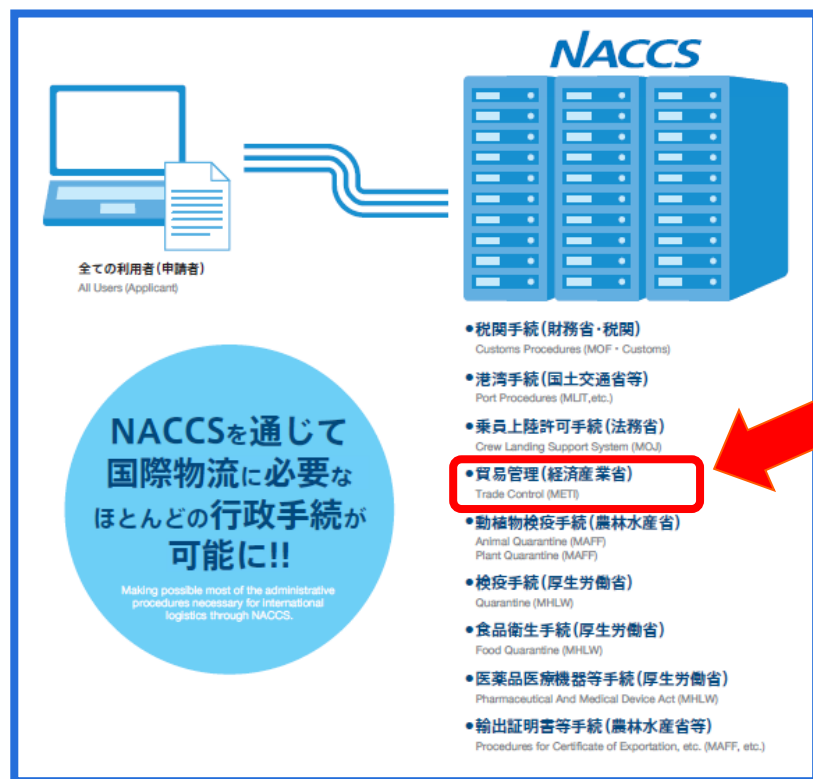 NACCS
全ての利用者(申請者)
All Users (Applicant)
NACCSを通じて
国際物流に必要な
ほとんどの行政手続が
可能に!!
Making possible most of the administrative
procedures necessary for international
logistics through NACCS.
●税関手続(財務省・税関)
Customs Procedures (MOF・Customs)
●港湾手続(国土交通省等)
Port Procedures (MLIT,etc.)
●乗員上陸許可手続(法務省)
Crew Landing Support System (MOJ)
●貿易管理(経済産業省)
Trade Control (METI)
●動植物検疫手続(農林水産省)
Animal Quarantine (MAFF)
Plant Quarantine (MAFF)
●検疫手続(厚生労働省)
Quarantine (MHLW)
●食品衛生手続(厚生労働省)
Food Quarantine (MHLW)
●医薬品医療機器等手続(厚生労働省)
Pharmaceutical And Medical Device Act (MHLW)
●輸出証明書等手続(農林水産省等)
Procedures for Certificate of Exportation, etc. (MAFF, etc.)